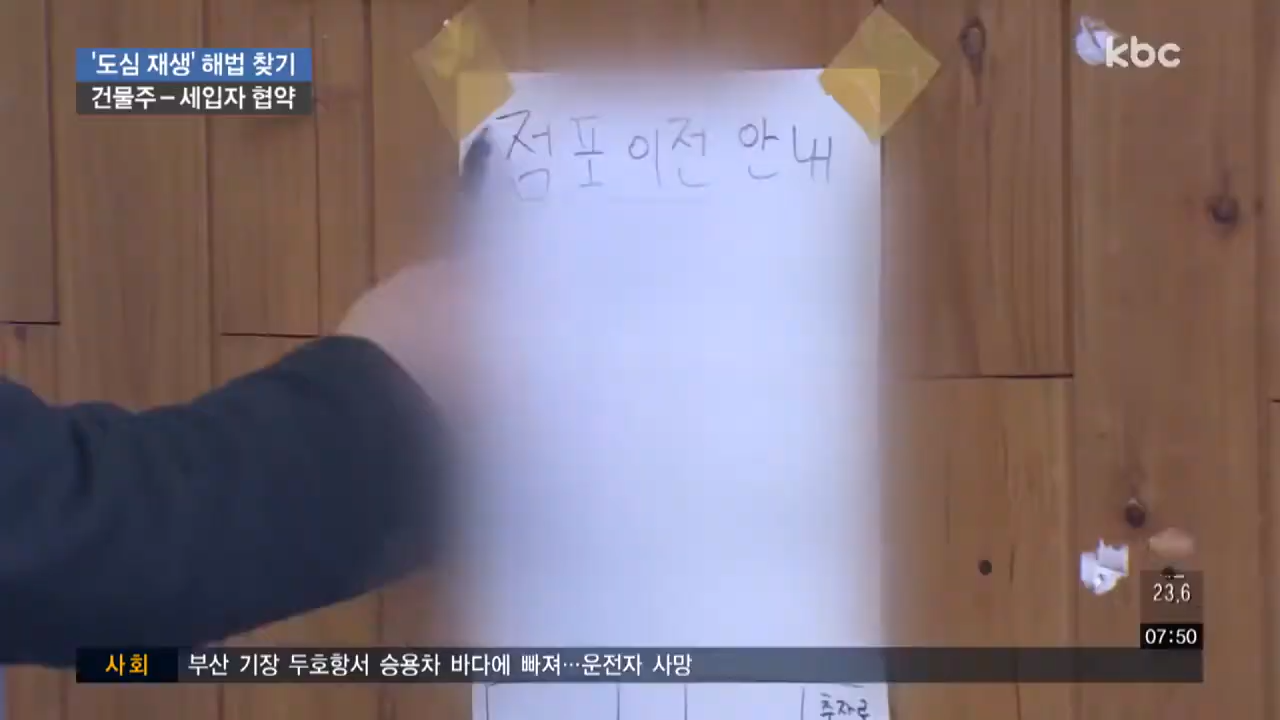 '도심 재생' 해법 찾기
건물주-세입자 협약
kbc
점포 이전 안내
23.6
07:50
사회 부산 기장 두호항서 승용차 바다에 빠져…운전자 사망